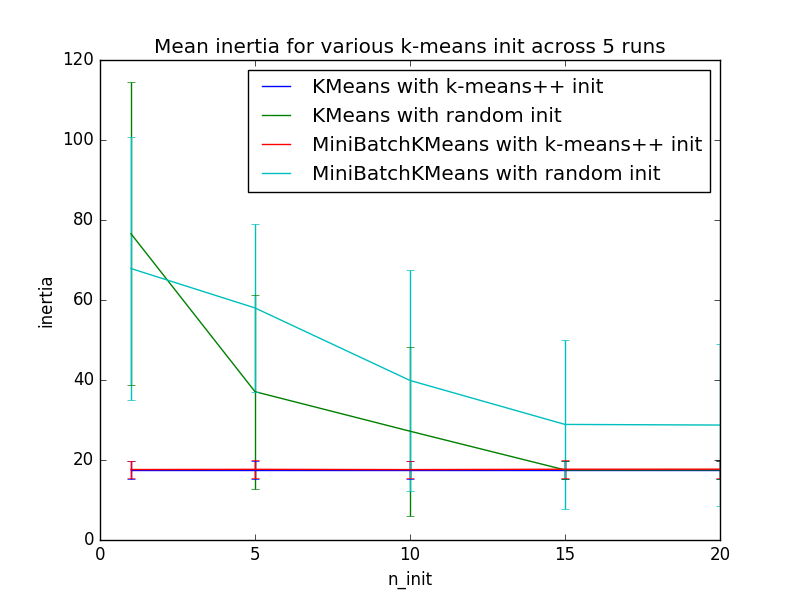 Mean inertia for various k-means init across 5 runs
120
100
80
60
40
20
0
inertia
KMeans with k-means++ init
KMeans with random init
MiniBatchKMeans with k-means++ init
MiniBatchKMeans with random init
0 5 10 15 20
n_init